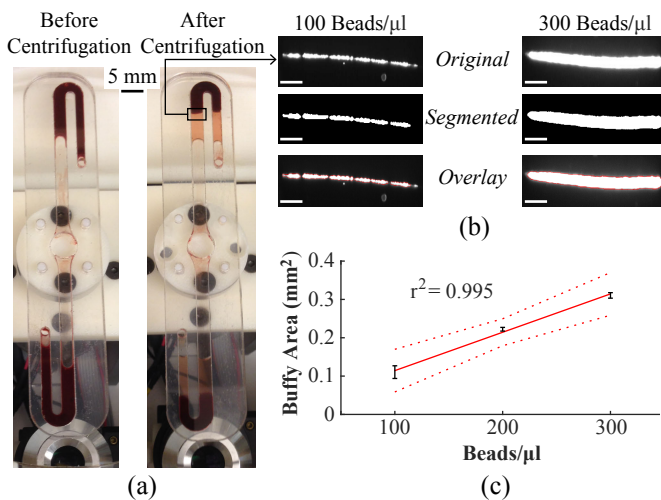 Before
Centrifugation
After
Centrifugation
5 mm
(a)
100 Beads/µl
300 Beads/µl
Original
Segmented
Overlay
(b)
Buffy Area (mm²)
0.4
0.3
0.2
0.1
0
r² = 0.995
100
200
300
Beads/µl
(c)